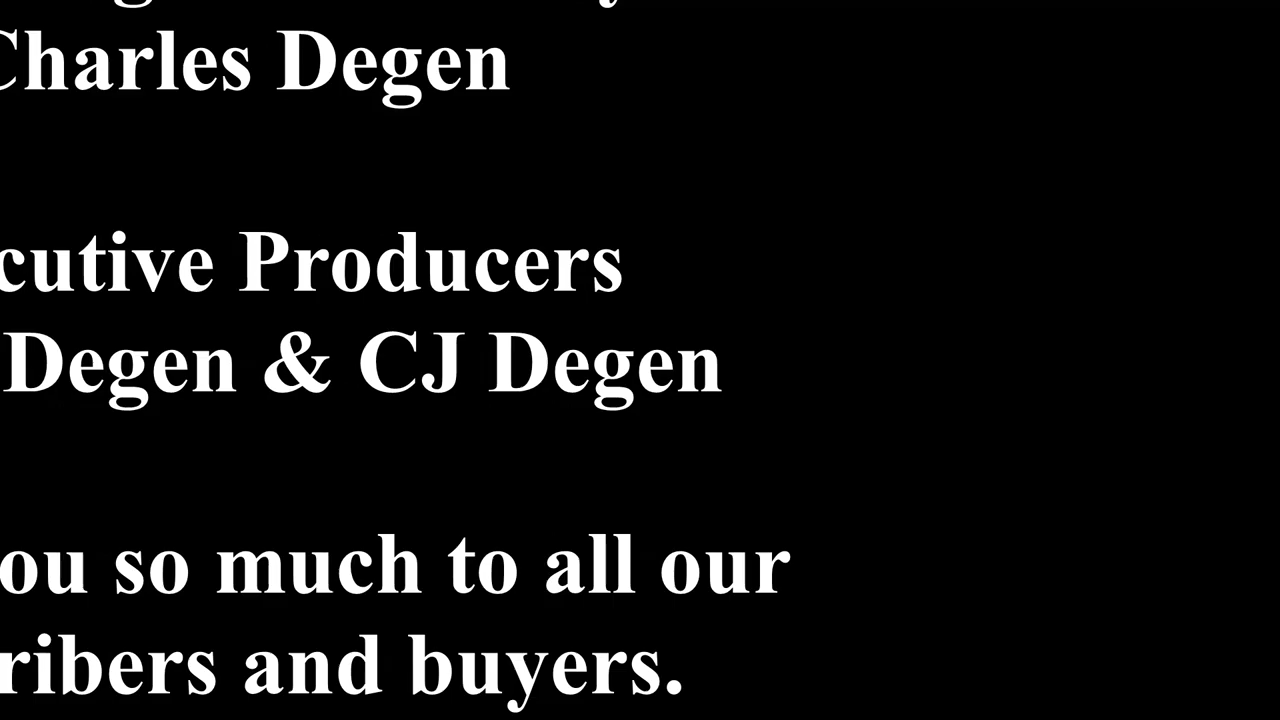 Charles Degen
cutive Producers
Degen & CJ Degen
ou so much to all our
ribers and buyers.